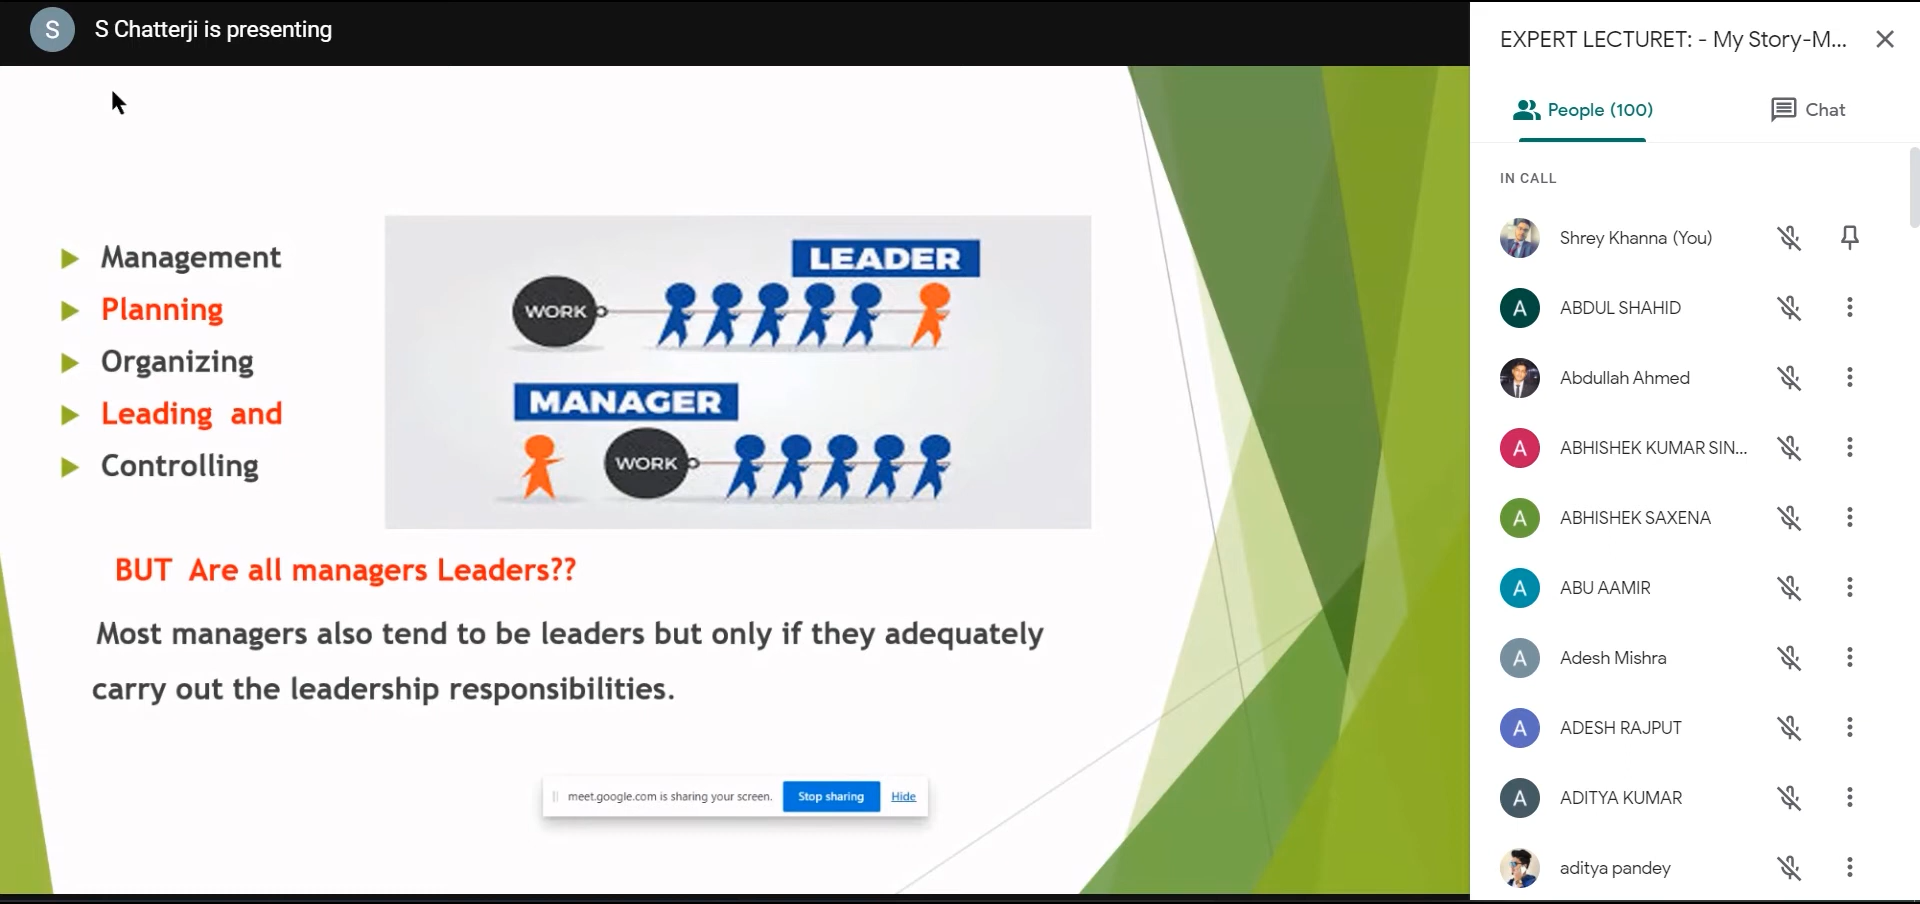 S
S Chatterji is presenting
Management
Planning
Organizing
Leading and
Controlling
LEADER
WORK
MANAGER
WORK
BUT Are all managers Leaders??
Most managers also tend to be leaders but only if they adequately
carry out the leadership responsibilities.
meet.google.com is sharing your screen. Stop sharing Hide
EXPERT LECTURET: - My Story-M...
People (100) Chat
IN CALL
Shrey Khanna (You)
A ABDUL SHAHID
Abdullah Ahmed
A ABHISHEK KUMAR SIN...
A ABHISHEK SAXENA
A ABU AAMIR
A Adesh Mishra
A ADESH RAJPUT
A ADITYA KUMAR
aditya pandey